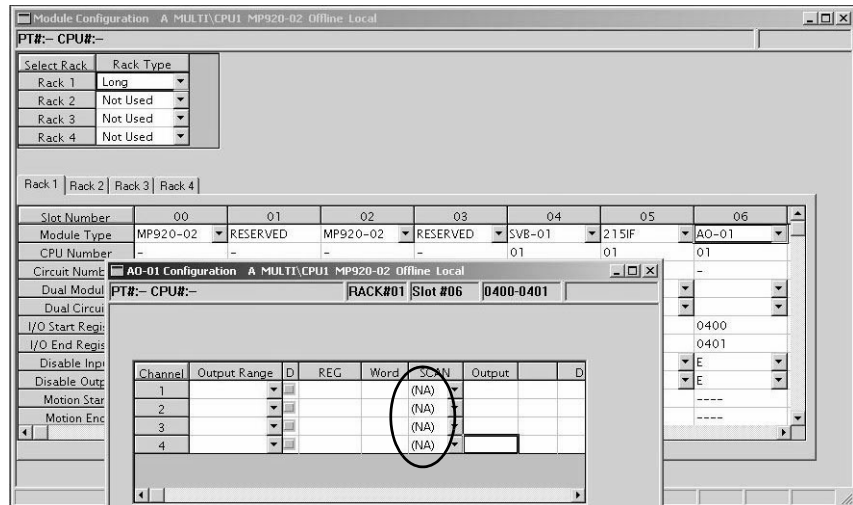 Module Configuration A MULTI\CPU1 MP920-02 Offline Local
PT#:– CPU#:–
Select Rack Rack Type
Rack 1 Long
Rack 2 Not Used
Rack 3 Not Used
Rack 4 Not Used
Rack 1 Rack 2 Rack 3 Rack 4
Slot Number 00 01 02 03 04 05 06
Module Type MP920-02 RESERVED MP920-02 RESERVED SVB-01 215IF AO-01
CPU Number – – – – 01 01 01
Circuit Numb –
Dual Modul
Dual Circui
I/O Start Regis 0400
I/O End Regis 0401
Disable Inpu E
Disable Outp E
Motion Star ----
Motion End ----
AO-01 Configuration A MULTI\CPU1 MP920-02 Offline Local
PT#:– CPU#:– RACK#01 Slot #06 0400-0401
Channel Output Range D REG Word SCAN Output D
1 (NA)
2 (NA)
3 (NA)
4 (NA)